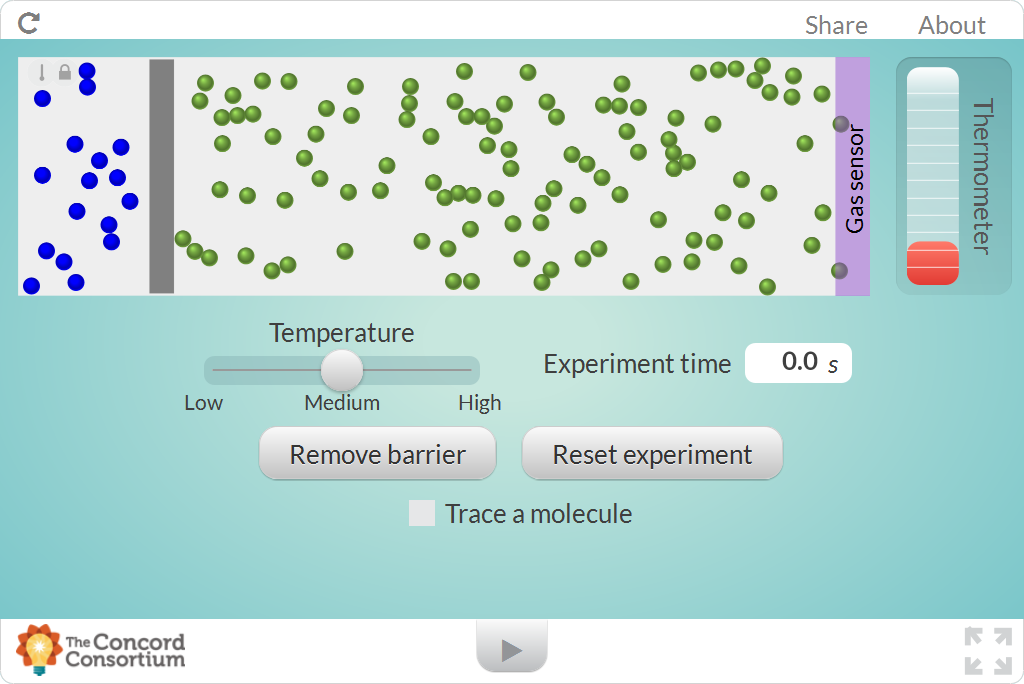 Share About
Gas sensor
Thermometer
Temperature
Low Medium High
Experiment time 0.0 s
Remove barrier Reset experiment
Trace a molecule
The Concord
Consortium